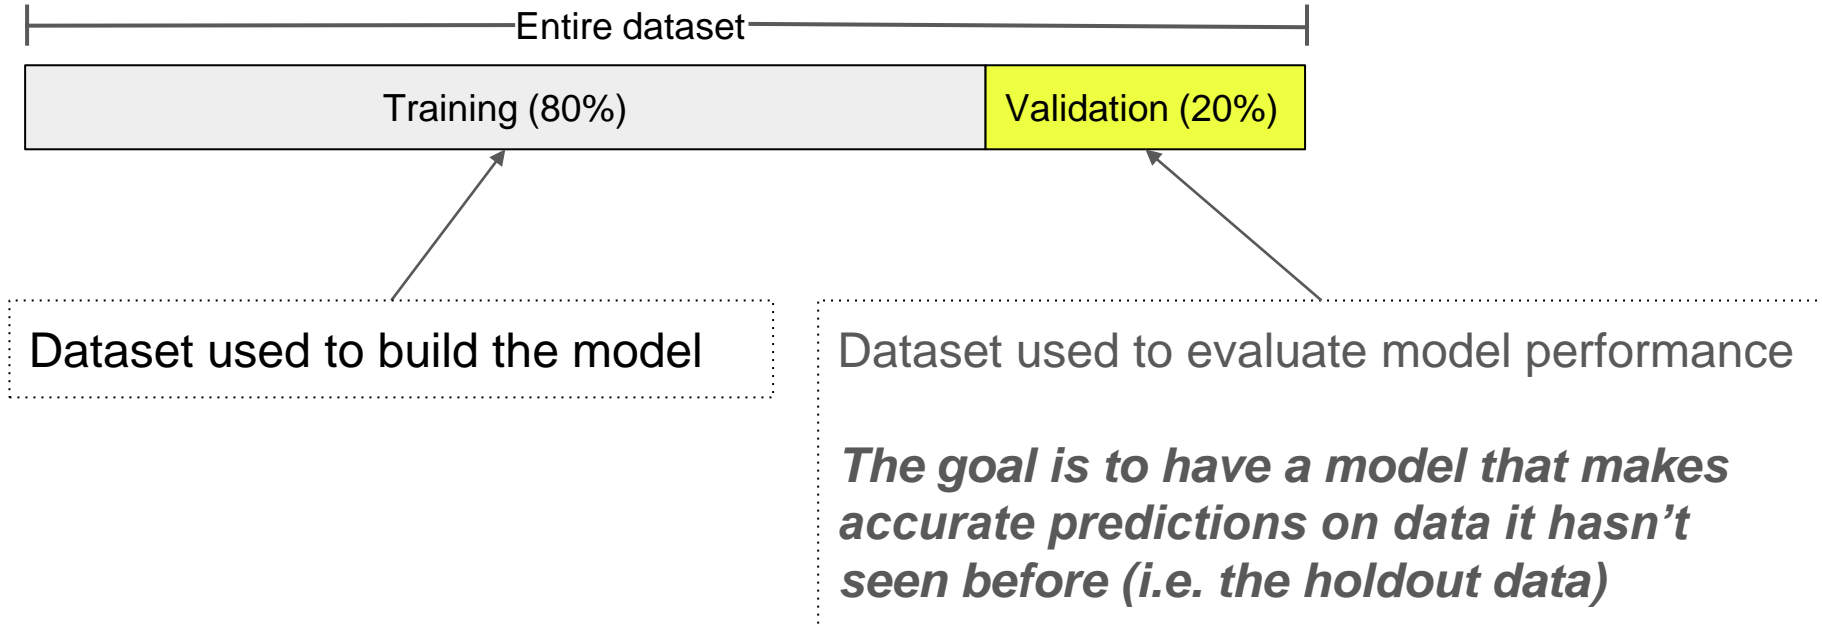 Entire dataset
Training (80%)
Validation (20%)
Dataset used to build the model
Dataset used to evaluate model performance
The goal is to have a model that makes
accurate predictions on data it hasn’t
seen before (i.e. the holdout data)